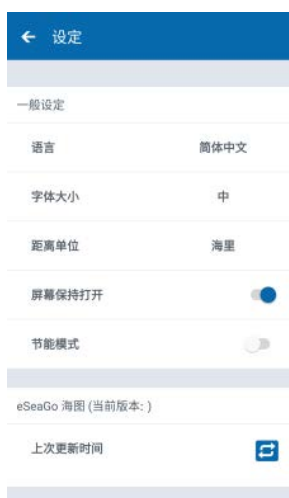 设定
一般设定
语言 简体中文
字体大小 中
距离单位 海里
屏幕保持打开
节能模式
eSeaGo 海图 (当前版本: )
上次更新时间